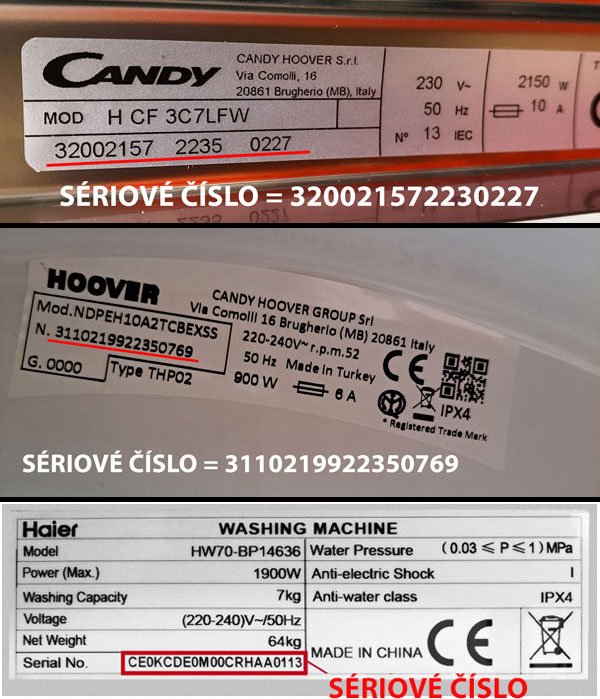 CANDY
CANDY HOOVER S.r.l.
Via Comolli, 16
20861 Brugherio (MB), Italy
MOD H CF 3C7LFW
32002157 2235 0227
230 V~
50 Hz
N° 13 IEC
2150 W
10 A
T
SÉRIOVÉ ČÍSLO = 320021572230227
2235 0227
HOOVER
CANDY HOOVER GROUP Srl
Via Comolli 16 Brugherio (MB) 20861 Italy
Mod.NDPEH10A2TCBEXSS
N. 3110219922350769
G. 0000
Type THP02
220-240V~ r.p.m.52
50 Hz Made in Turkey
900 W 6 A
CE
IPX4
* Registered Trade Mark
SÉRIOVÉ ČÍSLO = 3110219922350769
Haier WASHING MACHINE
Model HW70-BP14636
Power (Max.) 1900W
Washing Capacity 7kg
Voltage (220-240)V~/50Hz
Net Weight 64kg
Serial No. CE0KCDE0M00CRHAA0113
Water Pressure (0.03 ≤ P ≤ 1) MPa
Anti-electric Shock I
Anti-water class IPX4
MADE IN CHINA CE
SÉRIOVÉ ČÍSLO